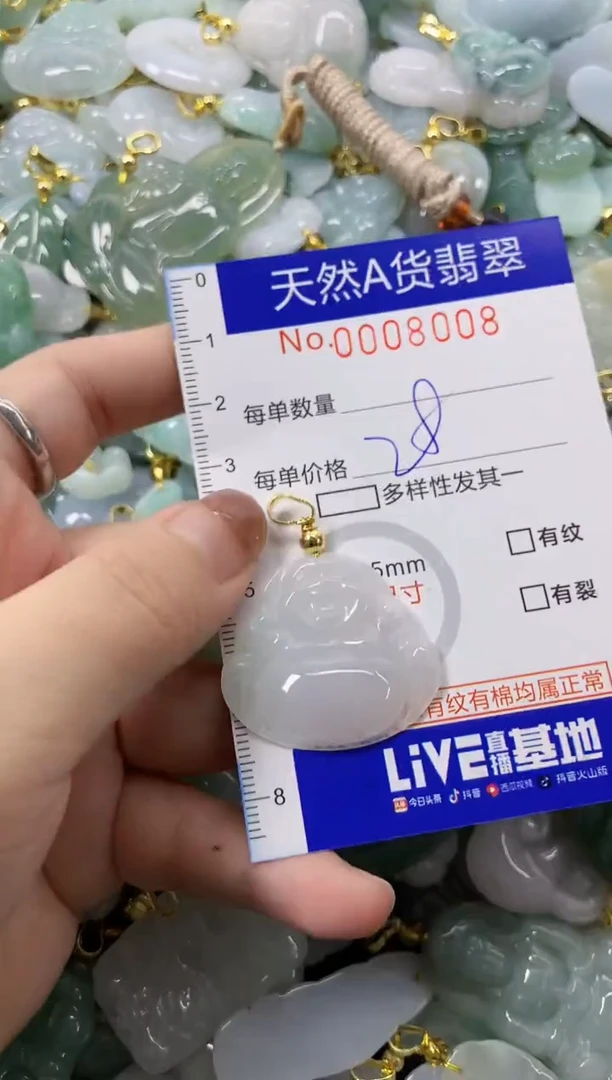 天然A货翡翠
No.0008008
每单数量
每单价格 28
多样性发其一
有纹
5mm
寸
有裂
有纹有棉均属正常
LiVE直播基地
今日头条 抖音 西瓜视频 抖音火山版
0
1
2
3
8